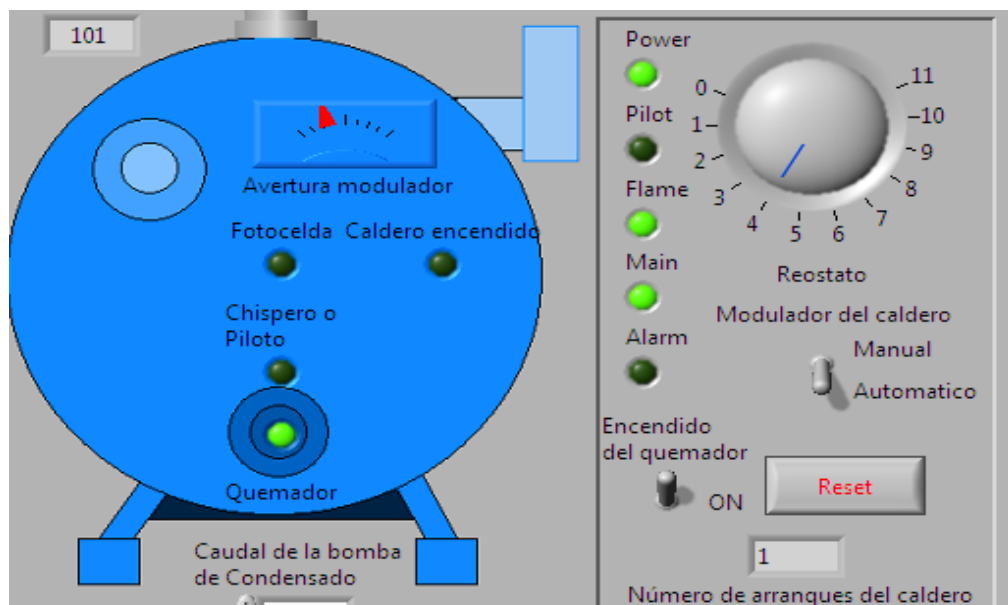 101
Avertura modulador
Fotocelda
Caldero encendido
Chispero o
Piloto
Quemador
Caudal de la bomba
de Condensado
Power
Pilot
Flame
Main
Alarm
0
1
2
3
4
5
6
7
8
9
10
11
Reostato
Modulador del caldero
Manual
Automatico
Encendido
del quemador
ON
Reset
1
Número de arranques del caldero